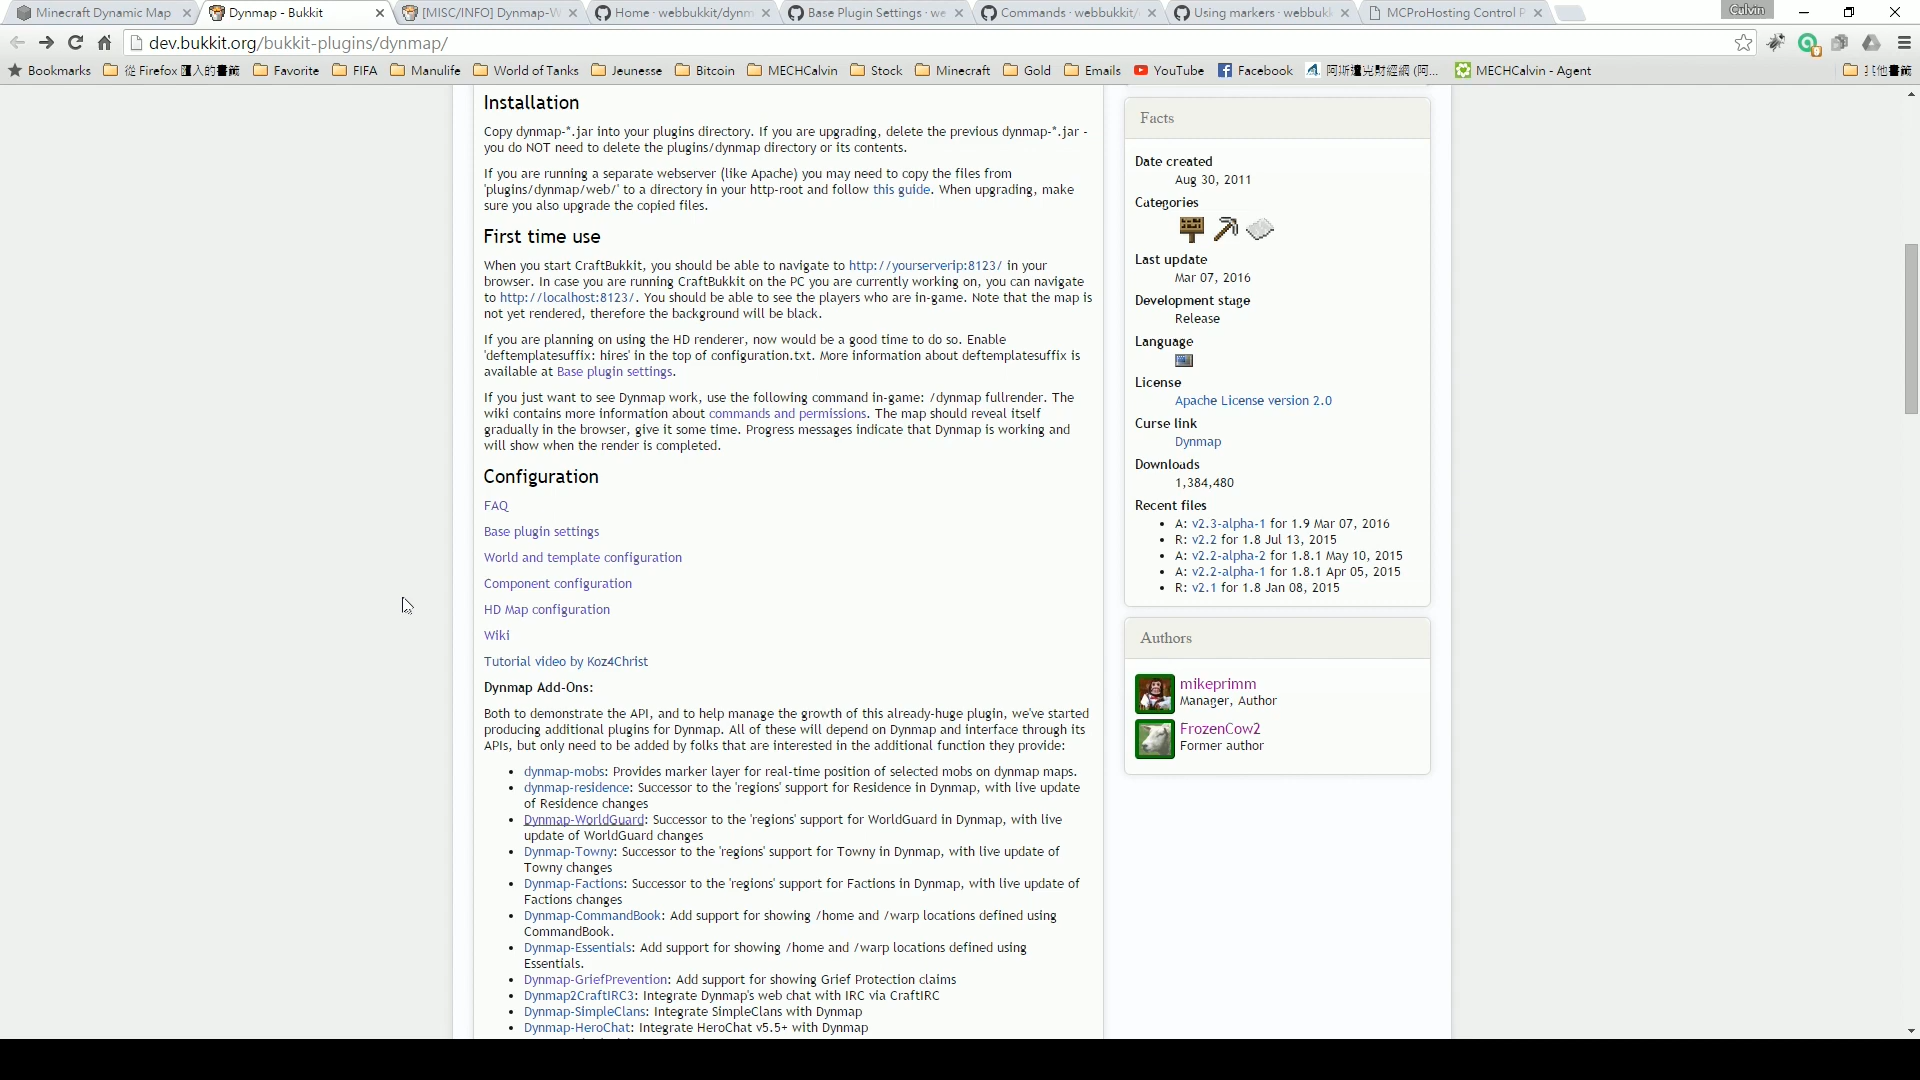 Minecraft Dynamic Map
Dynmap - Bukkit
[MISC/INFO] Dynmap-W
Home · webbukkit/dynm
Base Plugin Settings · we
Commands · webbukkit/
Using markers · webbukk
MCProHosting Control P
Calvin
dev.bukkit.org/bukkit-plugins/dynmap/
Bookmarks
從 Firefox 匯入的書籤
Favorite
FIFA
Manulife
World of Tanks
Jeunesse
Bitcoin
MECHCalvin
Stock
Minecraft
Gold
Emails
YouTube
Facebook
MECHCalvin - Agent
其他書籤
Installation
Copy dynmap-*.jar into your plugins directory. If you are upgrading, delete the previous dynmap-*.jar -
you do NOT need to delete the plugins/dynmap directory or its contents.
If you are running a separate webserver (like Apache) you may need to copy the files from
'plugins/dynmap/web/' to a directory in your http-root and follow this guide. When upgrading, make
sure you also upgrade the copied files.
First time use
When you start CraftBukkit, you should be able to navigate to http://yourserverip:8123/ in your
browser. In case you are running CraftBukkit on the PC you are currently working on, you can navigate
to http://localhost:8123/. You should be able to see the players who are in-game. Note that the map is
not yet rendered, therefore the background will be black.
If you are planning on using the HD renderer, now would be a good time to do so. Enable
'deftemplatesuffix: hires' in the top of configuration.txt. More information about deftemplatesuffix is
available at Base plugin settings.
If you just want to see Dynmap work, use the following command in-game: /dynmap fullrender. The
wiki contains more information about commands and permissions. The map should reveal itself
gradually in the browser, give it some time. Progress messages indicate that Dynmap is working and
will show when the render is completed.
Configuration
FAQ
Base plugin settings
World and template configuration
Component configuration
HD Map configuration
Wiki
Tutorial video by Koz4Christ
Dynmap Add-Ons:
Both to demonstrate the API, and to help manage the growth of this already-huge plugin, we've started
producing additional plugins for Dynmap. All of these will depend on Dynmap and interface through its
APIs, but only need to be added by folks that are interested in the additional function they provide:
• dynmap-mobs: Provides marker layer for real-time position of selected mobs on dynmap maps.
• dynmap-residence: Successor to the 'regions' support for Residence in Dynmap, with live update
of Residence changes
• Dynmap-WorldGuard: Successor to the 'regions' support for WorldGuard in Dynmap, with live
update of WorldGuard changes
• Dynmap-Towny: Successor to the 'regions' support for Towny in Dynmap, with live update of
Towny changes
• Dynmap-Factions: Successor to the 'regions' support for Factions in Dynmap, with live update of
Factions changes
• Dynmap-CommandBook: Add support for showing /home and /warp locations defined using
CommandBook.
• Dynmap-Essentials: Add support for showing /home and /warp locations defined using
Essentials.
• Dynmap-GriefPrevention: Add support for showing Grief Protection claims
• Dynmap2CraftIRC3: Integrate Dynmap's web chat with IRC via CraftIRC
• Dynmap-SimpleClans: Integrate SimpleClans with Dynmap
• Dynmap-HeroChat: Integrate HeroChat v5.5+ with Dynmap
Facts
Date created
Aug 30, 2011
Categories
Last update
Mar 07, 2016
Development stage
Release
Language
License
Apache License version 2.0
Curse link
Dynmap
Downloads
1,384,480
Recent files
• A: v2.3-alpha-1 for 1.9 Mar 07, 2016
• R: v2.2 for 1.8 Jul 13, 2015
• A: v2.2-alpha-2 for 1.8.1 May 10, 2015
• A: v2.2-alpha-1 for 1.8.1 Apr 05, 2015
• R: v2.1 for 1.8 Jan 08, 2015
Authors
mikeprimm
Manager, Author
FrozenCow2
Former author